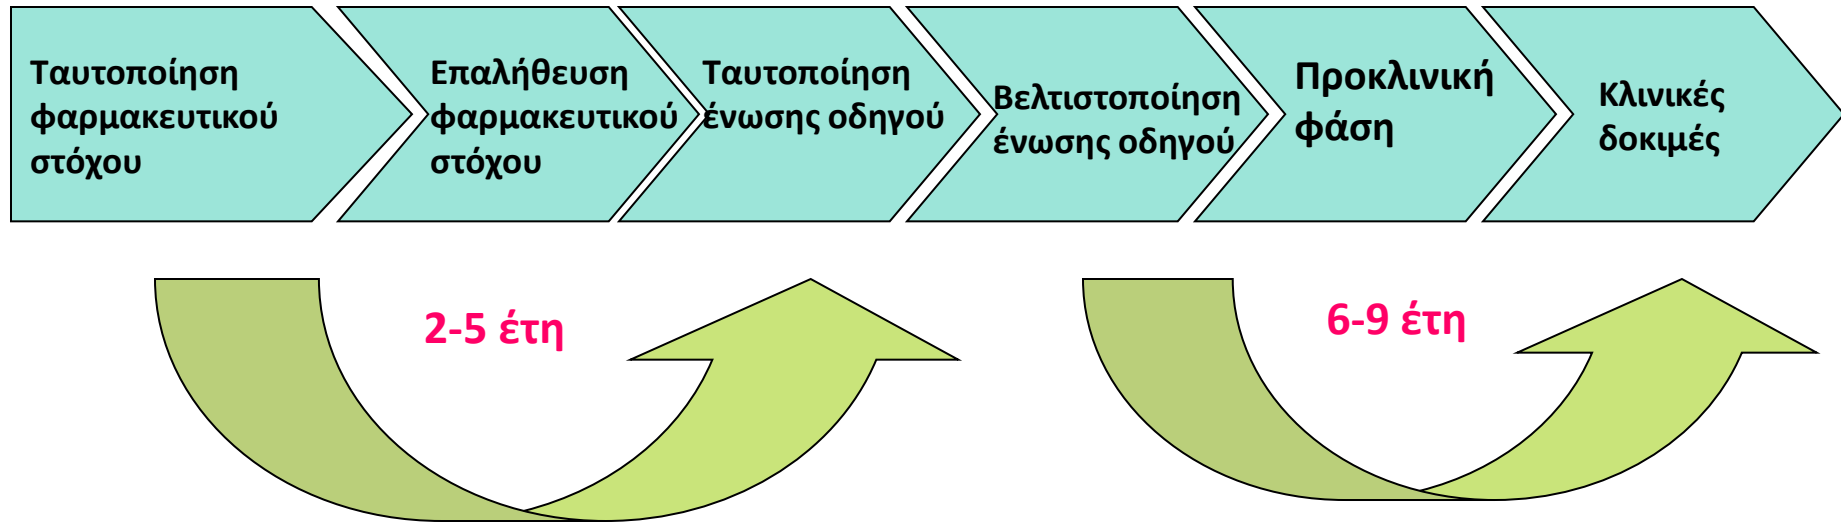 Ταυτοποίηση
φαρμακευτικού
στόχου
Επαλήθευση
φαρμακευτικού
στόχου
Ταυτοποίηση
ένωσης οδηγού
Βελτιστοποίηση
ένωσης οδηγού
Προκλινική
φάση
Κλινικές
δοκιμές
2-5 έτη
6-9 έτη